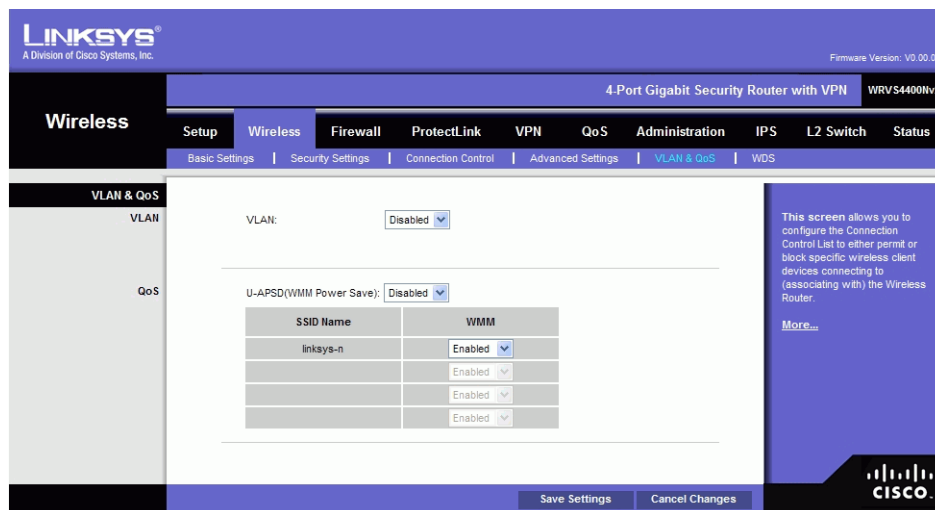 LINKSYS®
A Division of Cisco Systems, Inc.
Firmware Version: V0.00.0
4-Port Gigabit Security Router with VPN WRVS4400Nv
Wireless
Setup Wireless Firewall ProtectLink VPN QoS Administration IPS L2 Switch Status
Basic Settings | Security Settings | Connection Control | Advanced Settings | VLAN & QoS | WDS
VLAN & QoS
VLAN
VLAN: Disabled
QoS
U-APSD(WMM Power Save): Disabled
SSID Name WMM
linksys-n Enabled
Enabled
Enabled
Enabled
This screen allows you to
configure the Connection
Control List to either permit or
block specific wireless client
devices connecting to
(associating with) the Wireless
Router.
More...
Save Settings Cancel Changes
CISCO.